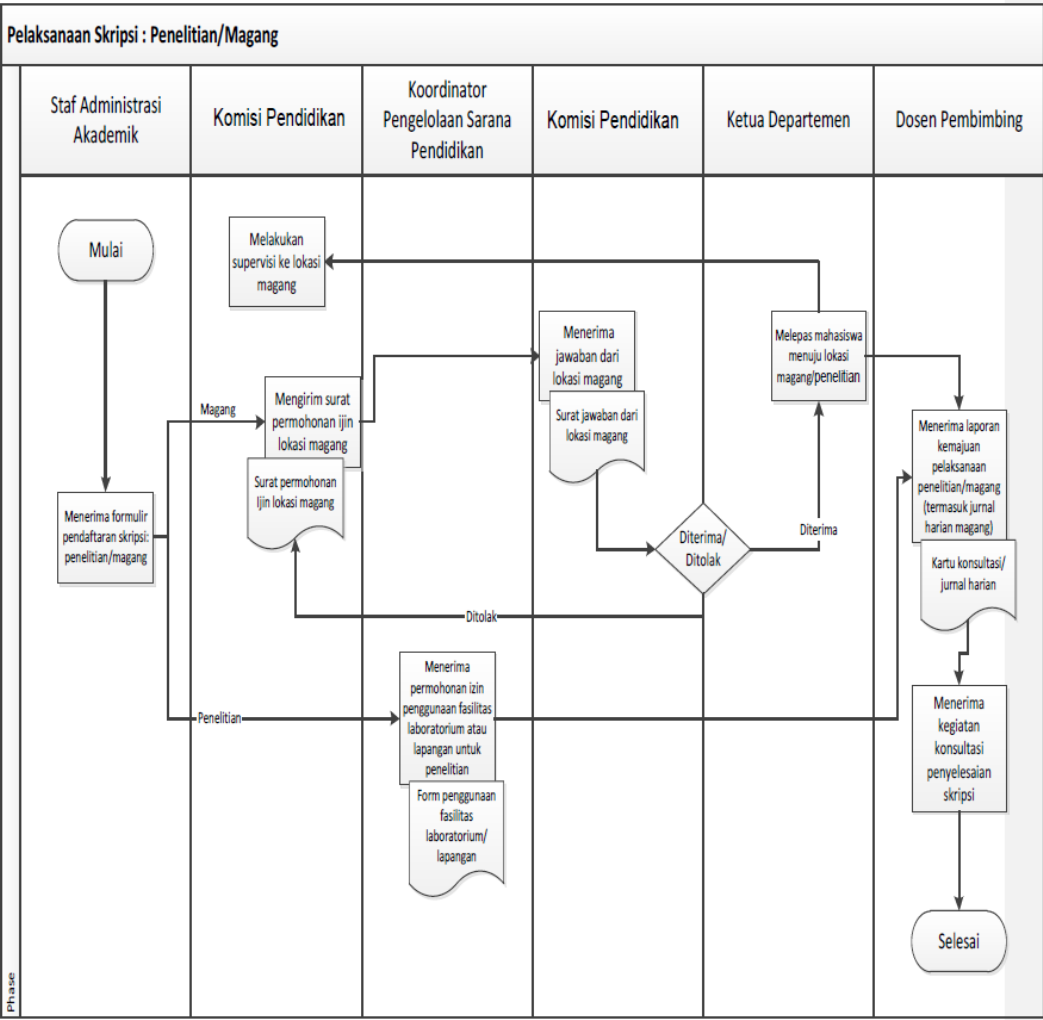 Pelaksanaan Skripsi : Penelitian/Magang
Staf Administrasi
Akademik
Komisi Pendidikan
Koordinator
Pengelolaan Sarana
Pendidikan
Komisi Pendidikan
Ketua Departemen
Dosen Pembimbing
Mulai
Melakukan
supervisi ke lokasi
magang
Menerima
jawaban dari
lokasi magang
Surat jawaban dari
lokasi magang
Melepas mahasiswa
menuju lokasi
magang/penelitian
Magang
Mengirim surat
permohonan ijin
lokasi magang
Surat permohonan
Ijin lokasi magang
Menerima laporan
kemajuan
pelaksanaan
penelitian/magang
(termasuk jurnal
harian magang)
Kartu konsultasi/
jurnal harian
Menerima formulir
pendaftaran skripsi:
penelitian/magang
Diterima/
Ditolak
Diterima
Ditolak
Penelitian
Menerima
permohonan izin
penggunaan fasilitas
laboratorium atau
lapangan untuk
penelitian
Form penggunaan
fasilitas
laboratorium/
lapangan
Menerima
kegiatan
konsultasi
penyelesaian
skripsi
Selesai
Phase